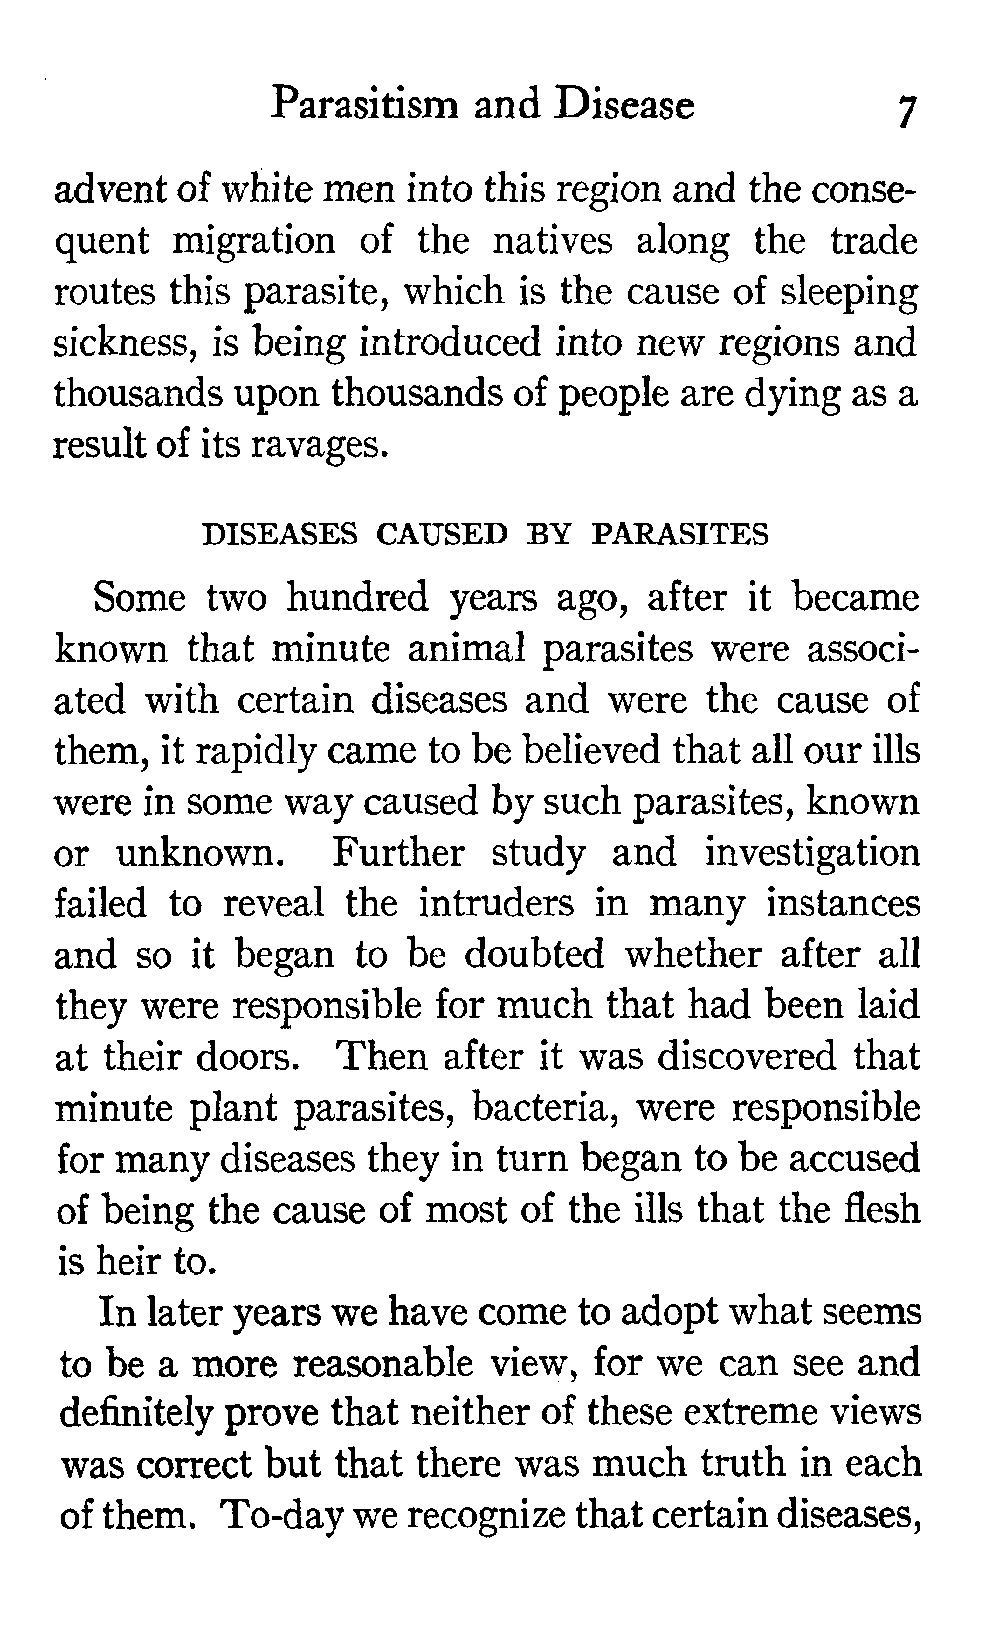 Parasitism and Disease 7
advent of white men into this region and the conse-
quent migration of the natives along the trade
routes this parasite, which is the cause of sleeping
sickness, is being introduced into new regions and
thousands upon thousands of people are dying as a
result of its ravages.
DISEASES CAUSED BY PARASITES
Some two hundred years ago, after it became
known that minute animal parasites were associ-
ated with certain diseases and were the cause of
them, it rapidly came to be believed that all our ills
were in some way caused by such parasites, known
or unknown. Further study and investigation
failed to reveal the intruders in many instances
and so it began to be doubted whether after all
they were responsible for much that had been laid
at their doors. Then after it was discovered that
minute plant parasites, bacteria, were responsible
for many diseases they in turn began to be accused
of being the cause of most of the ills that the flesh
is heir to.
In later years we have come to adopt what seems
to be a more reasonable view, for we can see and
definitely prove that neither of these extreme views
was correct but that there was much truth in each
of them. To-day we recognize that certain diseases,